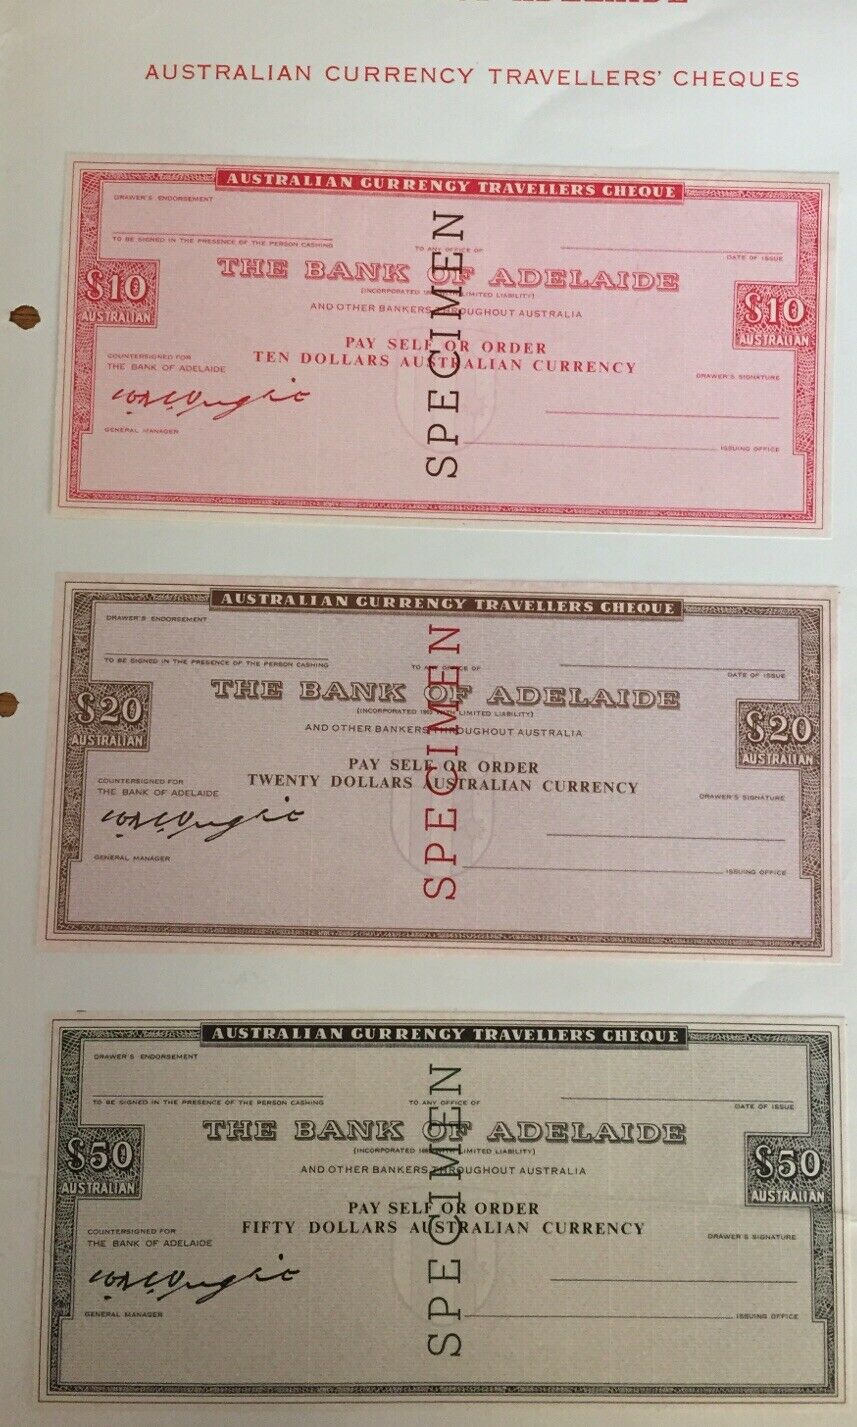 OF ADELAIDE
AUSTRALIAN CURRENCY TRAVELLERS' CHEQUES
AUSTRALIAN CURRENCY TRAVELLERS CHEQUE
DRAWER'S ENDORSEMENT
TO BE SIGNED IN THE PRESENCE OF THE PERSON CASHING
TO ANY OFFICE OF
DATE OF ISSUE
THE BANK OF ADELAIDE
(INCORPORATED LIMITED LIABILITY)
AND OTHER BANKERS THROUGHOUT AUSTRALIA
$10
AUSTRALIAN
$10
AUSTRALIAN
PAY SELF OR ORDER
TEN DOLLARS AUSTRALIAN CURRENCY
COUNTERSIGNED FOR
THE BANK OF ADELAIDE
DRAWER'S SIGNATURE
GENERAL MANAGER
ISSUING OFFICE
SPECIMEN
AUSTRALIAN CURRENCY TRAVELLERS CHEQUE
DRAWER'S ENDORSEMENT
TO BE SIGNED IN THE PRESENCE OF THE PERSON CASHING
TO ANY OFFICE OF
DATE OF ISSUE
THE BANK OF ADELAIDE
(INCORPORATED WITH LIMITED LIABILITY)
AND OTHER BANKERS THROUGHOUT AUSTRALIA
$20
AUSTRALIAN
$20
AUSTRALIAN
PAY SELF OR ORDER
TWENTY DOLLARS AUSTRALIAN CURRENCY
COUNTERSIGNED FOR
THE BANK OF ADELAIDE
DRAWER'S SIGNATURE
GENERAL MANAGER
ISSUING OFFICE
SPECIMEN
AUSTRALIAN CURRENCY TRAVELLERS CHEQUE
DRAWER'S ENDORSEMENT
TO BE SIGNED IN THE PRESENCE OF THE PERSON CASHING
TO ANY OFFICE OF
DATE OF ISSUE
THE BANK OF ADELAIDE
(INCORPORATED LIMITED LIABILITY)
AND OTHER BANKERS THROUGHOUT AUSTRALIA
$50
AUSTRALIAN
$50
AUSTRALIAN
PAY SELF OR ORDER
FIFTY DOLLARS AUSTRALIAN CURRENCY
COUNTERSIGNED FOR
THE BANK OF ADELAIDE
DRAWER'S SIGNATURE
GENERAL MANAGER
ISSUING OFFICE
SPECIMEN